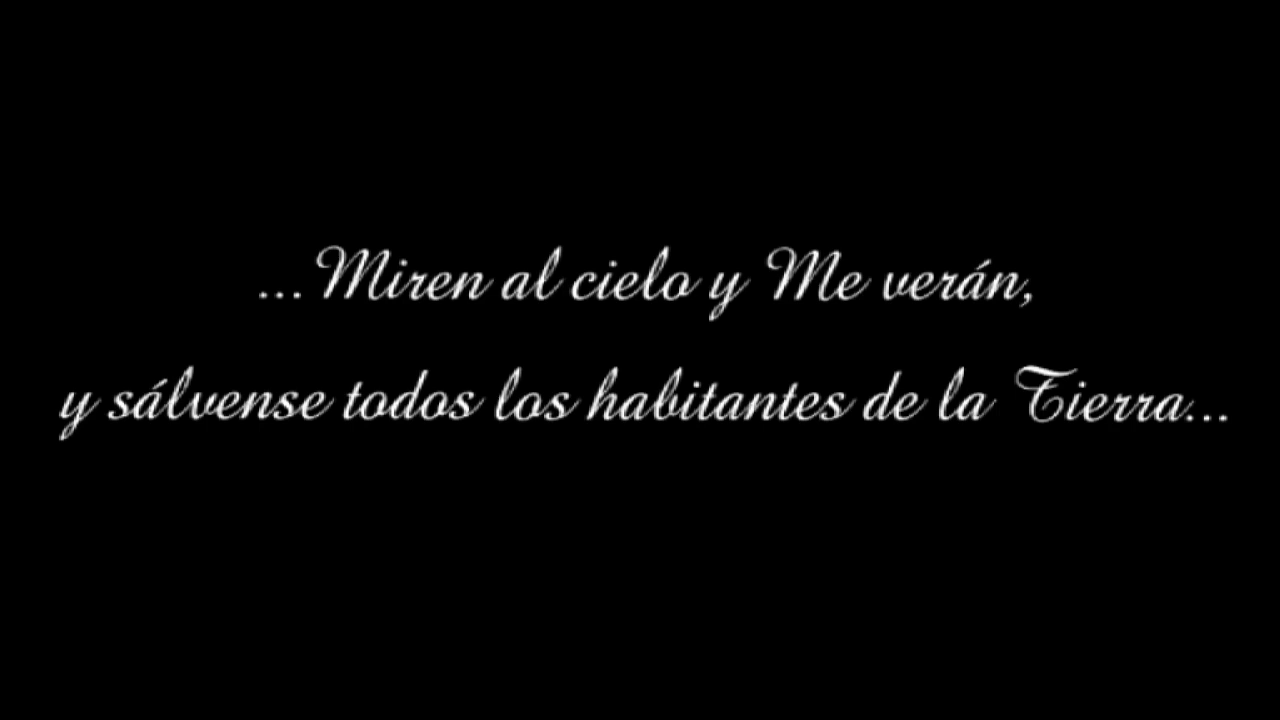 ...Miren al cielo y Me verán,
y sálvense todos los habitantes de la Tierra...